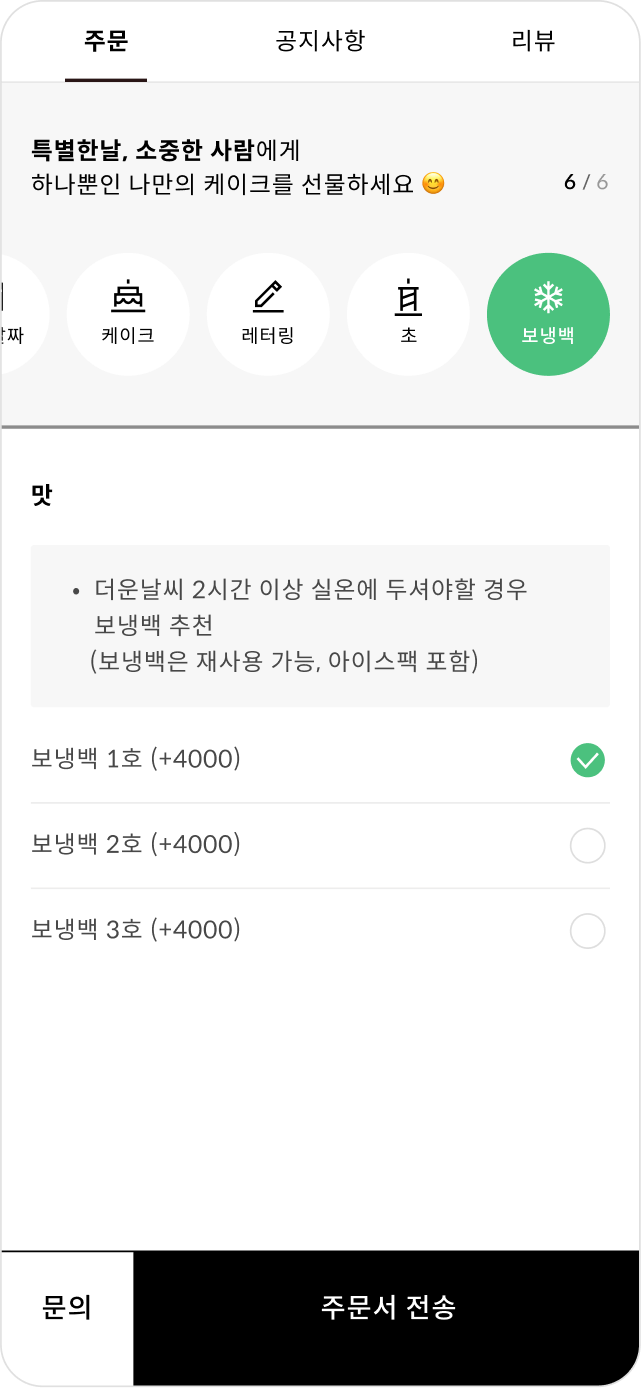 주문
공지사항
리뷰
특별한날, 소중한 사람에게
하나뿐인 나만의 케이크를 선물하세요 😊
6 / 6
케이크
레터링
초
보냉백
맛
• 더운날씨 2시간 이상 실온에 두셔야할 경우
보냉백 추천
(보냉백은 재사용 가능, 아이스팩 포함)
보냉백 1호 (+4000)
보냉백 2호 (+4000)
보냉백 3호 (+4000)
문의
주문서 전송